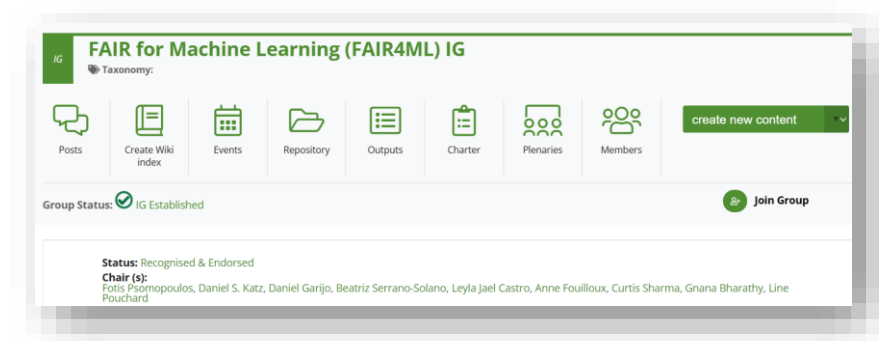 IG
FAIR for Machine Learning (FAIR4ML) IG
Taxonomy:
Posts
Create Wiki
index
Events
Repository
Outputs
Charter
Plenaries
Members
create new content
Group Status: IG Established
Join Group
Status: Recognised & Endorsed
Chair (s):
Fotis Psomopoulos, Daniel S. Katz, Daniel Garijo, Beatriz Serrano-Solano, Leyla Jael Castro, Anne Fouilloux, Curtis Sharma, Gnana Bharathy, Line
Pouchard